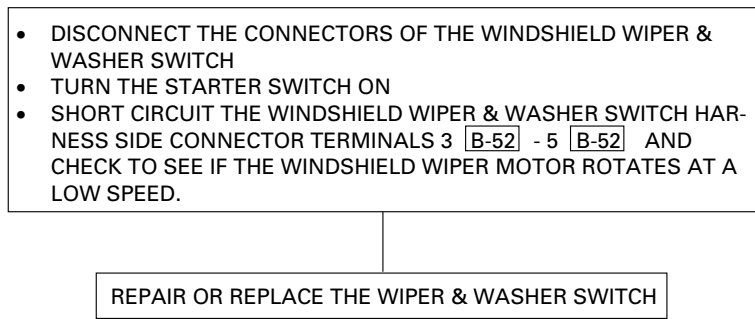 • DISCONNECT THE CONNECTORS OF THE WINDSHIELD WIPER &
WASHER SWITCH
• TURN THE STARTER SWITCH ON
• SHORT CIRCUIT THE WINDSHIELD WIPER & WASHER SWITCH HAR-
NESS SIDE CONNECTOR TERMINALS 3 B-52 - 5 B-52 AND
CHECK TO SEE IF THE WINDSHIELD WIPER MOTOR ROTATES AT A
LOW SPEED.
REPAIR OR REPLACE THE WIPER & WASHER SWITCH